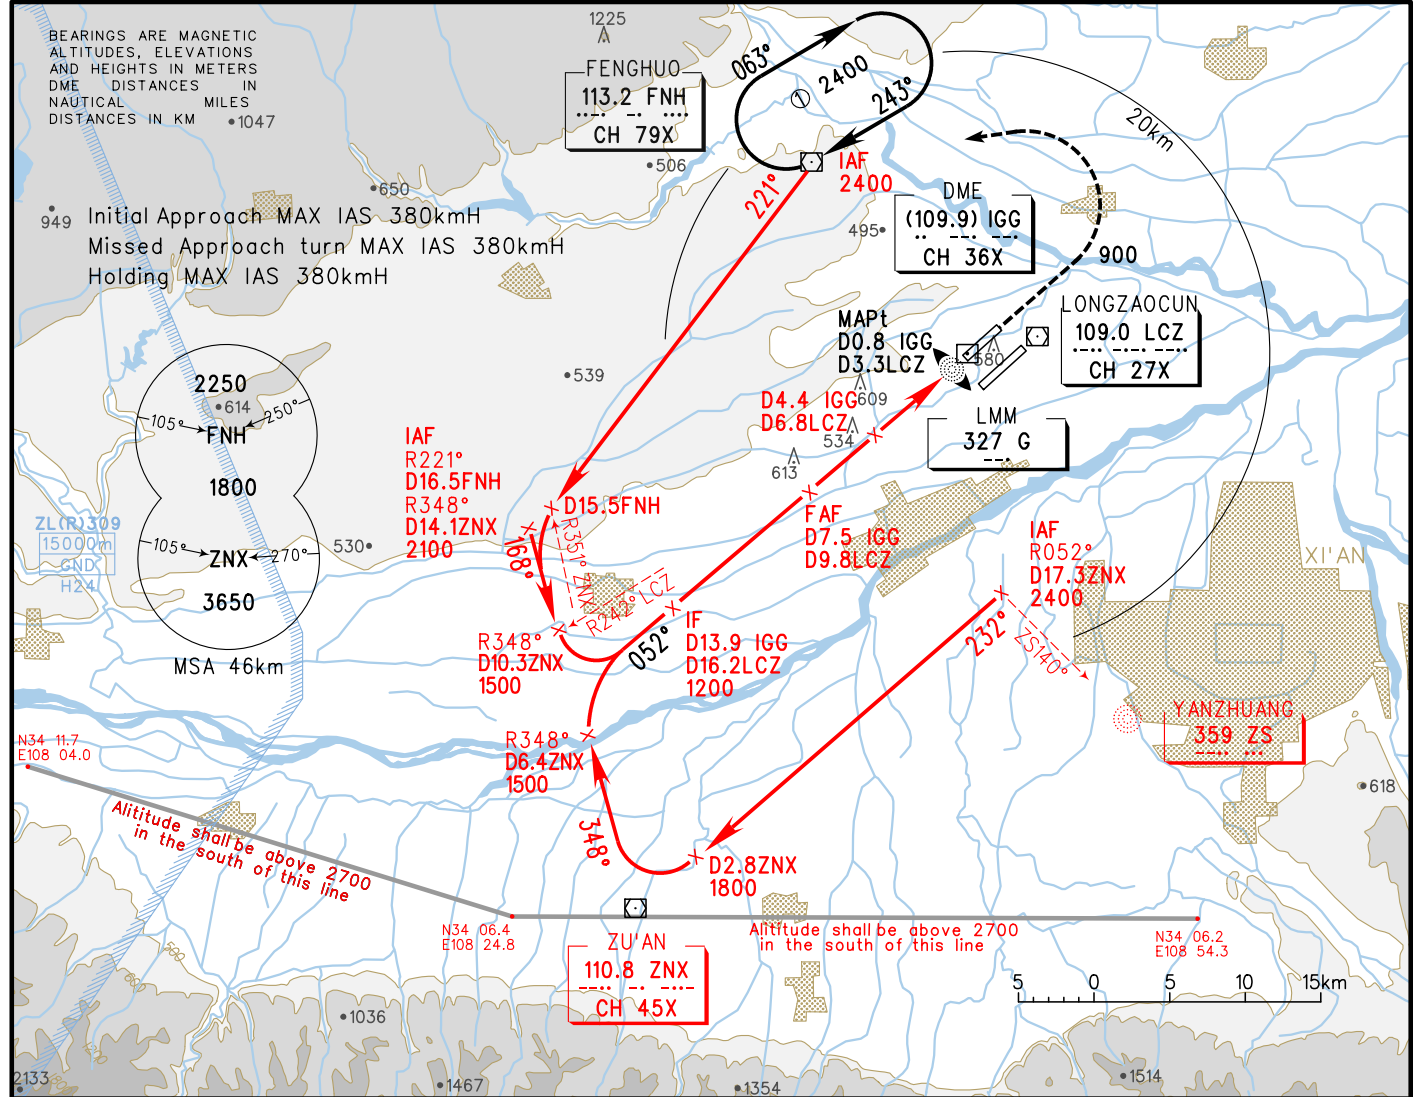 BEARINGS ARE MAGNETIC
ALTITUDES, ELEVATIONS
AND HEIGHTS IN METERS
DME DISTANCES IN
NAUTICAL MILES
DISTANCES IN KM
1047
1225
FENGHUO
113.2 FNH
CH 79X
063°
① 2400
243°
20km
506
650
949
IAF
2400
221°
Initial Approach MAX IAS 380kmH
Missed Approach turn MAX IAS 380kmH
Holding MAX IAS 380kmH
495
DME
(109.9) IGG
CH 36X
900
LONGZAOCUN
109.0 LCZ
CH 27X
MAPt
D0.8 IGG
D3.3LCZ
580
539
609
D4.4 IGG
D6.8LCZ
534
613
LMM
327 G
2250
614
105°
250°
FNH
1800
105°
ZNX
270°
3650
MSA 46km
ZL(R)309
15000m
GND
H24
530
IAF
R221°
D16.5FNH
R348°
D14.1ZNX
2100
D15.5FNH
168°
R351° ZNX
R242° LCZ
FAF
D7.5 IGG
D9.8LCZ
IAF
R052°
D17.3ZNX
2400
XI'AN
R348°
D10.3ZNX
1500
052°
IF
D13.9 IGG
D16.2LCZ
1200
232°
ZS140°
YANZHUANG
359 ZS
R348°
D6.4ZNX
1500
N34 11.7
E108 04.0
618
Alititude shall be above 2700
in the south of this line
348°
D2.8ZNX
1800
N34 06.4
E108 24.8
Alititude shall be above 2700
in the south of this line
N34 06.2
E108 54.3
ZU'AN
110.8 ZNX
CH 45X
5 0 5 10 15km
500
600
1036
2133
1467
1354
1514